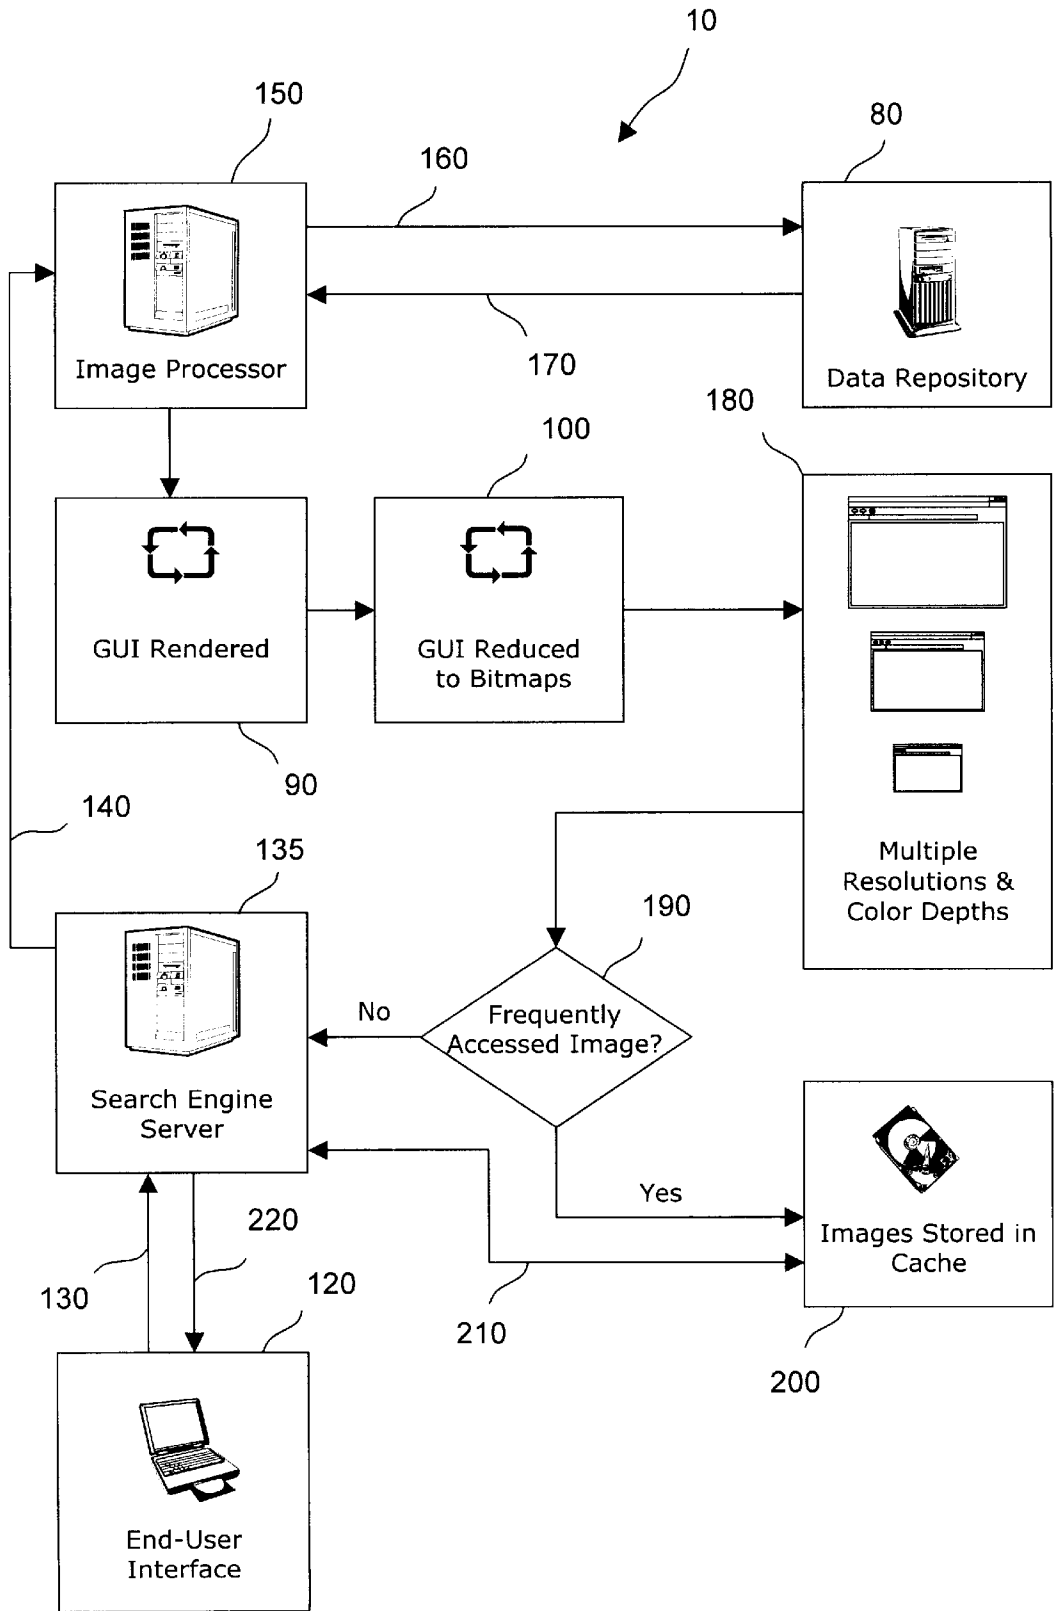 10
150
80
160
Image Processor
170
Data Repository
180
100
GUI Rendered
GUI Reduced
to Bitmaps
90
140
135
Multiple
Resolutions &
Color Depths
190
No
Frequently
Accessed Image?
Search Engine
Server
Yes
220
Images Stored in
Cache
130
120
210
200
End-User
Interface